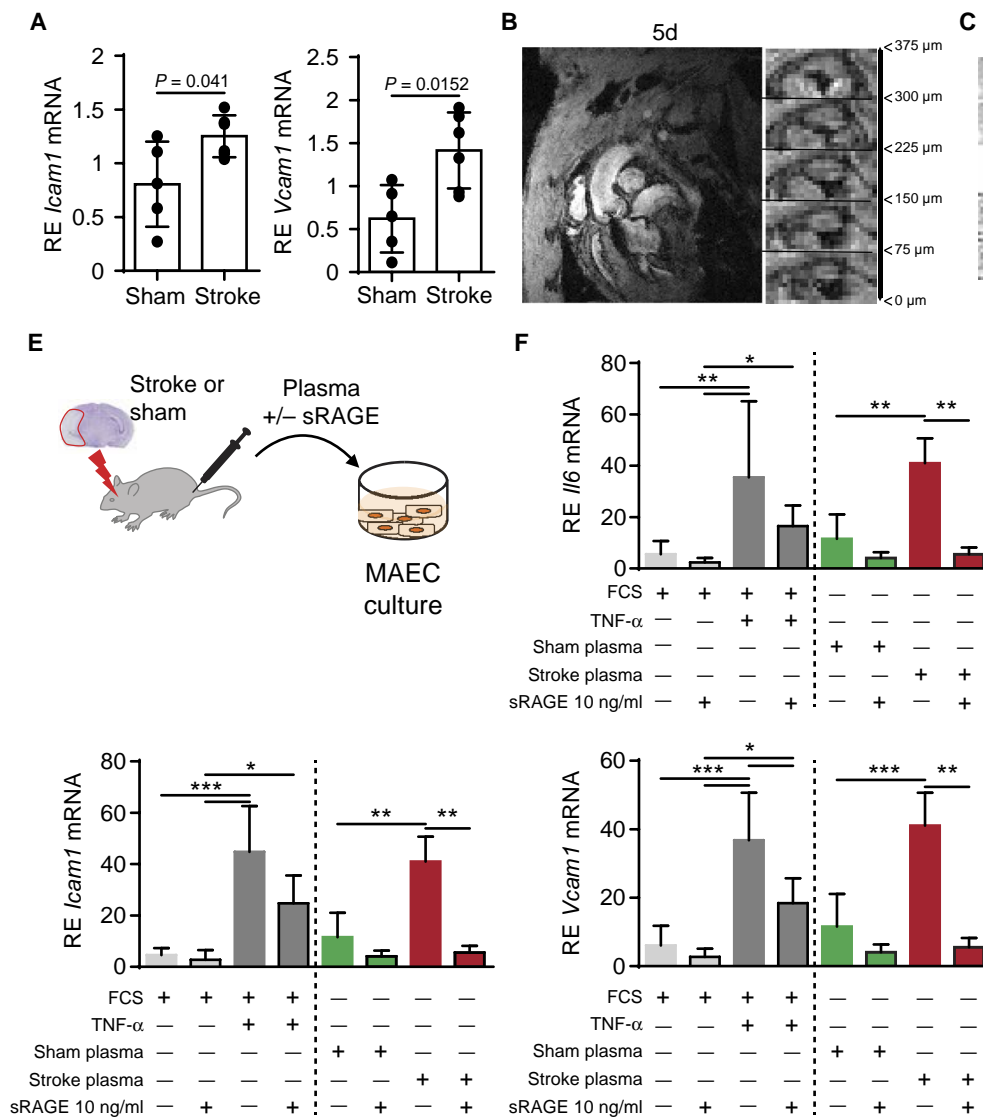 A
RE Icam1 mRNA
2
1.5
1
0.5
0
P = 0.041
Sham Stroke
RE Vcam1 mRNA
2.5
2
1.5
1
0.5
0
P = 0.0152
Sham Stroke
B
5d
<375 µm
<300 µm
<225 µm
<150 µm
<75 µm
<0 µm
C
E
Stroke or
sham
Plasma
+/– sRAGE
MAEC
culture
F
RE Il6 mRNA
80
60
40
20
0
** * ** **
FCS + + + + — — — —
TNF-α — — + + — — — —
Sham plasma — — — — + + — —
Stroke plasma — — — — — — + +
sRAGE 10 ng/ml — + — + — + — +
RE Icam1 mRNA
80
60
40
20
0
*** * ** **
FCS + + + + — — — —
TNF-α — — + + — — — —
Sham plasma — — — — + + — —
Stroke plasma — — — — — — + +
sRAGE 10 ng/ml — + — + — + — +
RE Vcam1 mRNA
60
40
20
0
*** * *** **
FCS + + + + — — — —
TNF-α — — + + — — — —
Sham plasma — — — — + + — —
Stroke plasma — — — — — — + +
sRAGE 10 ng/ml — + — + — + — +